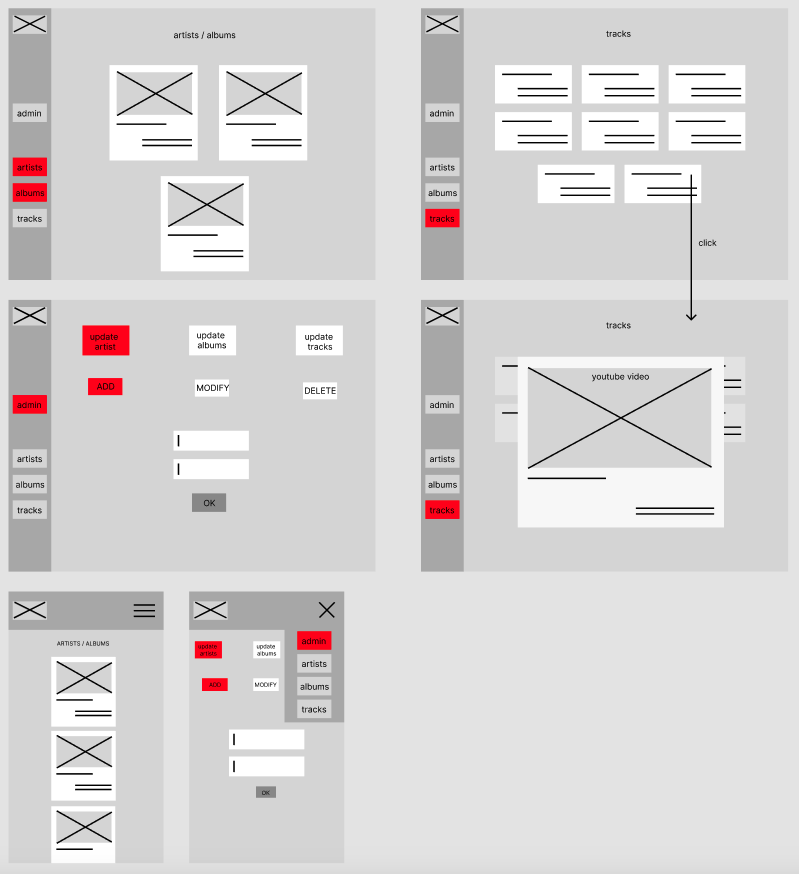 artists / albums
admin
artists
albums
tracks
tracks
admin
artists
albums
tracks
click
update
artist
update
albums
update
tracks
ADD
MODIFY
DELETE
admin
artists
albums
tracks
OK
tracks
youtube video
admin
artists
albums
tracks
ARTISTS / ALBUMS
update
artists
update
albums
ADD
MODIFY
admin
artists
albums
tracks
OK